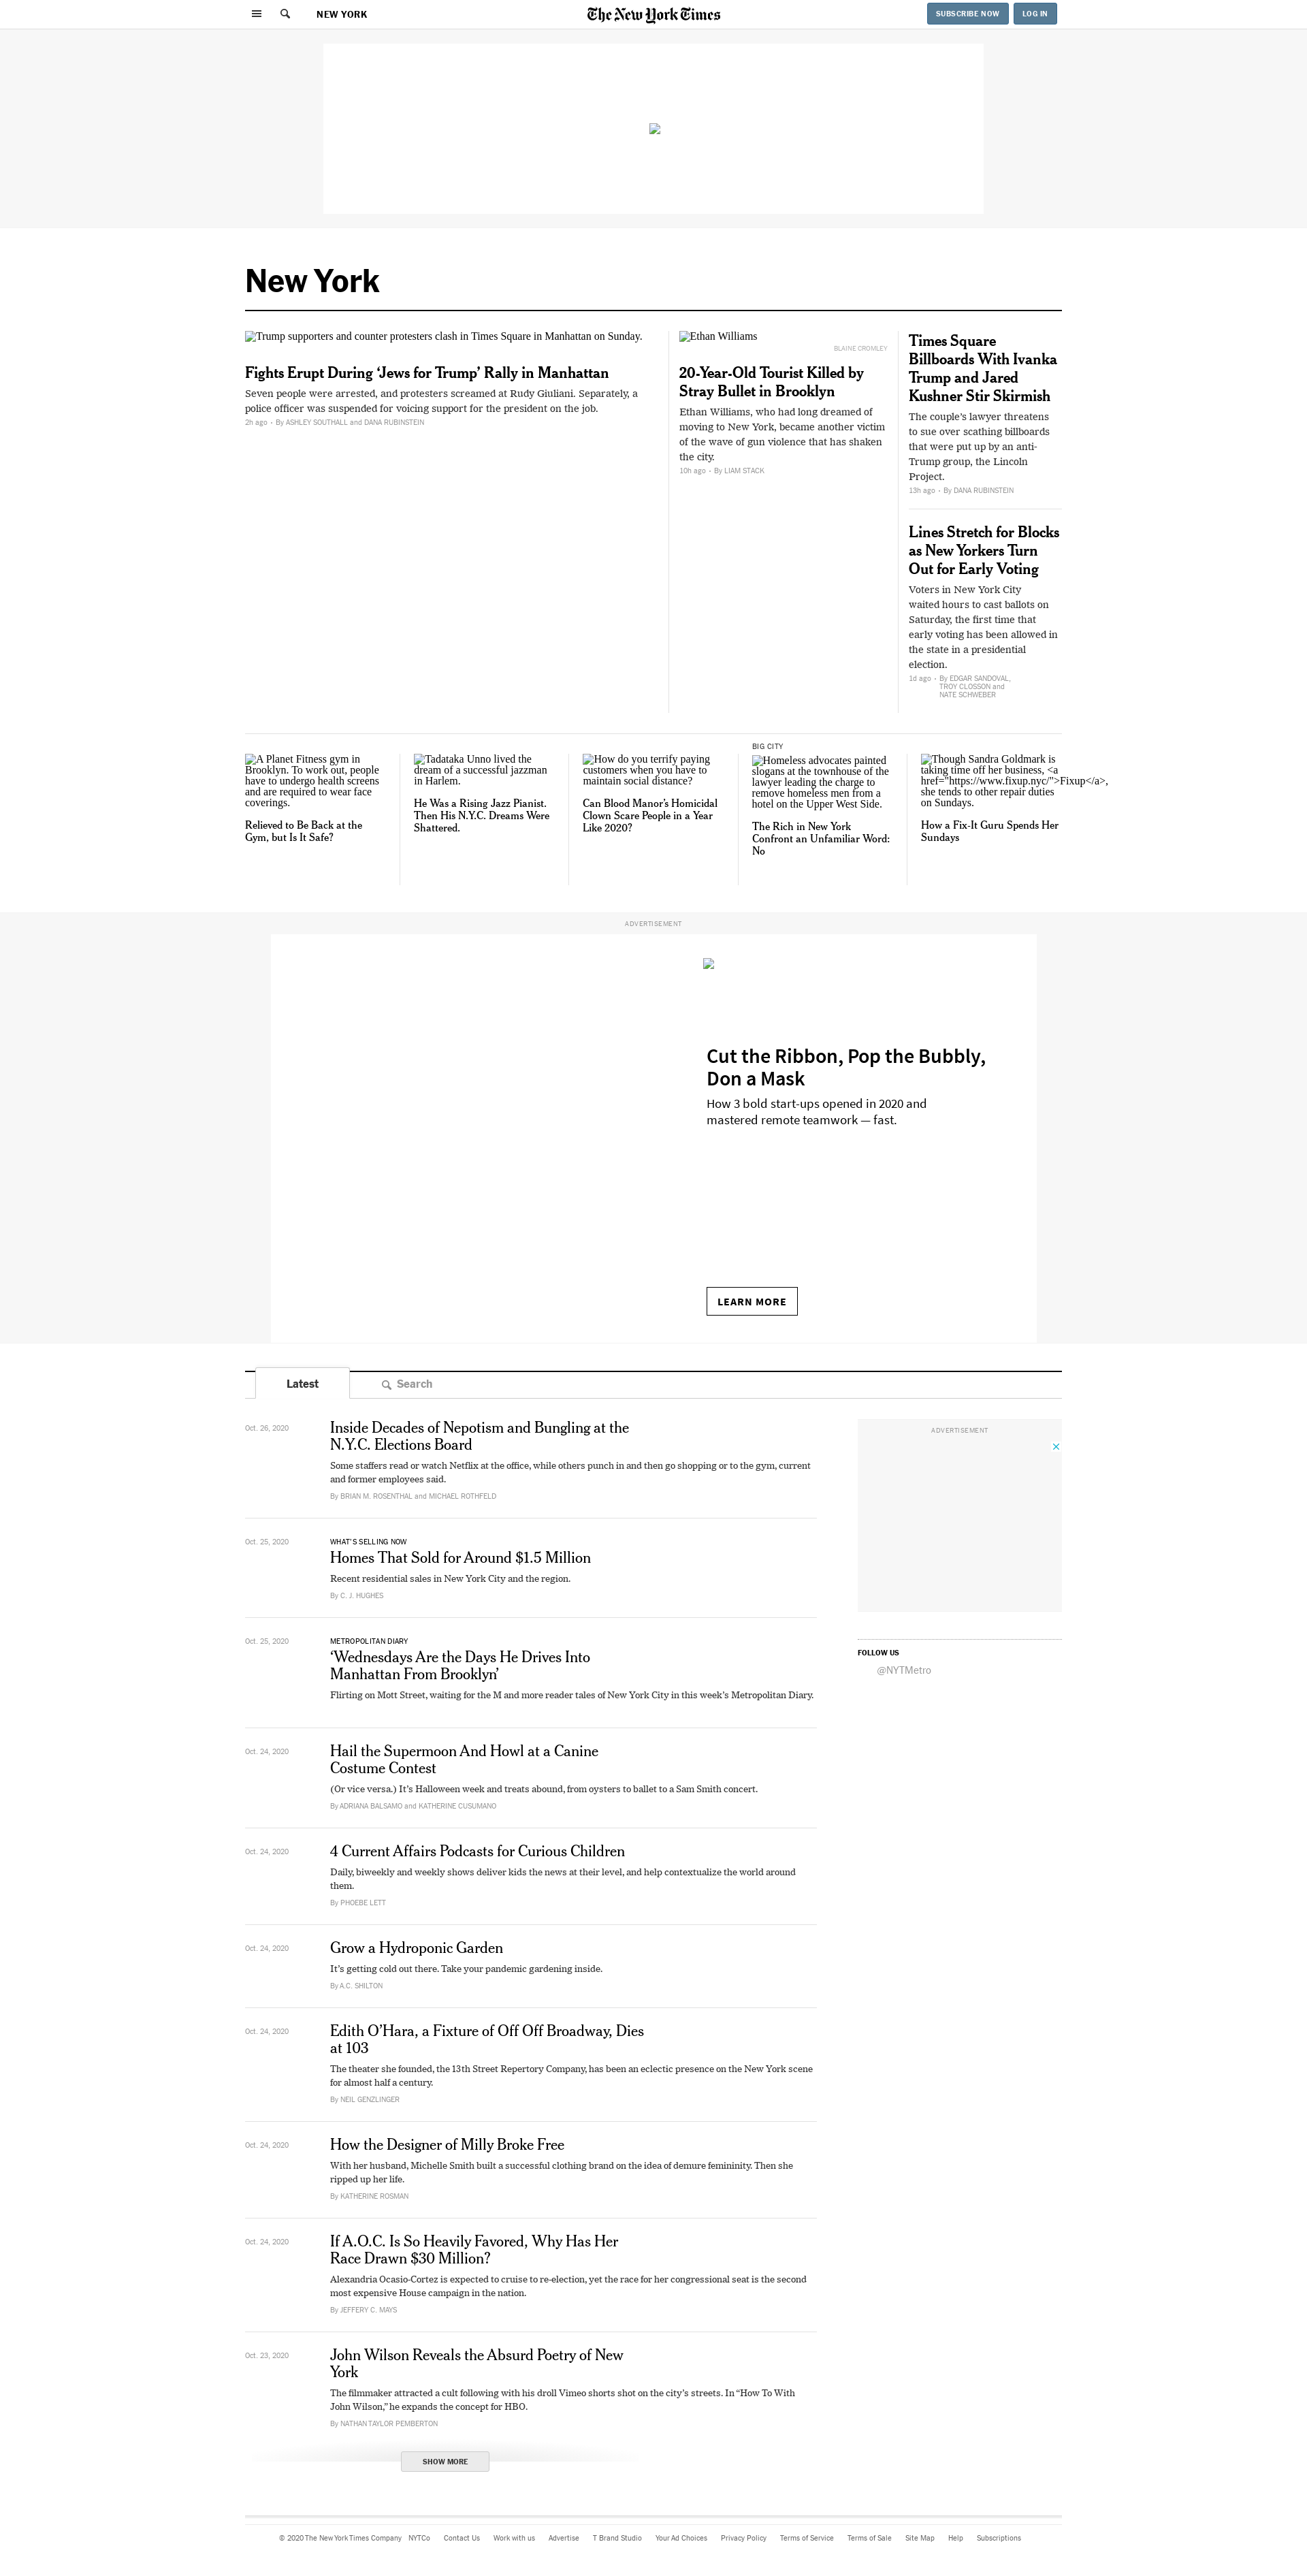 NEW YORK
The New York Times
SUBSCRIBE NOW
LOG IN
New York
Trump supporters and counter protesters clash in Times Square in Manhattan on Sunday.
Fights Erupt During ‘Jews for Trump’ Rally in Manhattan
Seven people were arrested, and protesters screamed at Rudy Giuliani. Separately, a
police officer was suspended for voicing support for the president on the job.
2h ago • By ASHLEY SOUTHALL and DANA RUBINSTEIN
Ethan Williams
BLAINE CROMLEY
20-Year-Old Tourist Killed by
Stray Bullet in Brooklyn
Ethan Williams, who had long dreamed of
moving to New York, became another victim
of the wave of gun violence that has shaken
the city.
10h ago • By LIAM STACK
Times Square
Billboards With Ivanka
Trump and Jared
Kushner Stir Skirmish
The couple’s lawyer threatens
to sue over scathing billboards
that were put up by an anti-
Trump group, the Lincoln
Project.
13h ago • By DANA RUBINSTEIN
Lines Stretch for Blocks
as New Yorkers Turn
Out for Early Voting
Voters in New York City
waited hours to cast ballots on
Saturday, the first time that
early voting has been allowed in
the state in a presidential
election.
1d ago • By EDGAR SANDOVAL,
TROY CLOSSON and
NATE SCHWEBER
A Planet Fitness gym in
Brooklyn. To work out, people
have to undergo health screens
and are required to wear face
coverings.
Relieved to Be Back at the
Gym, but Is It Safe?
Tadataka Unno lived the
dream of a successful jazzman
in Harlem.
He Was a Rising Jazz Pianist.
Then His N.Y.C. Dreams Were
Shattered.
How do you terrify paying
customers when you have to
maintain social distance?
Can Blood Manor’s Homicidal
Clown Scare People in a Year
Like 2020?
BIG CITY
Homeless advocates painted
slogans at the townhouse of the
lawyer leading the charge to
remove homeless men from a
hotel on the Upper West Side.
The Rich in New York
Confront an Unfamiliar Word:
No
Though Sandra Goldmark is
taking time off her business, <a
href="https://www.fixup.nyc/">Fixup</a>,
she tends to other repair duties
on Sundays.
How a Fix-It Guru Spends Her
Sundays
ADVERTISEMENT
Cut the Ribbon, Pop the Bubbly,
Don a Mask
How 3 bold start-ups opened in 2020 and
mastered remote teamwork — fast.
LEARN MORE
Latest
Search
Oct. 26, 2020
Inside Decades of Nepotism and Bungling at the
N.Y.C. Elections Board
Some staffers read or watch Netflix at the office, while others punch in and then go shopping or to the gym, current
and former employees said.
By BRIAN M. ROSENTHAL and MICHAEL ROTHFELD
Oct. 25, 2020
WHAT’S SELLING NOW
Homes That Sold for Around $1.5 Million
Recent residential sales in New York City and the region.
By C. J. HUGHES
Oct. 25, 2020
METROPOLITAN DIARY
‘Wednesdays Are the Days He Drives Into
Manhattan From Brooklyn’
Flirting on Mott Street, waiting for the M and more reader tales of New York City in this week’s Metropolitan Diary.
Oct. 24, 2020
Hail the Supermoon And Howl at a Canine
Costume Contest
(Or vice versa.) It’s Halloween week and treats abound, from oysters to ballet to a Sam Smith concert.
By ADRIANA BALSAMO and KATHERINE CUSUMANO
Oct. 24, 2020
4 Current Affairs Podcasts for Curious Children
Daily, biweekly and weekly shows deliver kids the news at their level, and help contextualize the world around
them.
By PHOEBE LETT
Oct. 24, 2020
Grow a Hydroponic Garden
It’s getting cold out there. Take your pandemic gardening inside.
By A.C. SHILTON
Oct. 24, 2020
Edith O’Hara, a Fixture of Off Off Broadway, Dies
at 103
The theater she founded, the 13th Street Repertory Company, has been an eclectic presence on the New York scene
for almost half a century.
By NEIL GENZLINGER
Oct. 24, 2020
How the Designer of Milly Broke Free
With her husband, Michelle Smith built a successful clothing brand on the idea of demure femininity. Then she
ripped up her life.
By KATHERINE ROSMAN
Oct. 24, 2020
If A.O.C. Is So Heavily Favored, Why Has Her
Race Drawn $30 Million?
Alexandria Ocasio-Cortez is expected to cruise to re-election, yet the race for her congressional seat is the second
most expensive House campaign in the nation.
By JEFFERY C. MAYS
Oct. 23, 2020
John Wilson Reveals the Absurd Poetry of New
York
The filmmaker attracted a cult following with his droll Vimeo shorts shot on the city’s streets. In “How To With
John Wilson,” he expands the concept for HBO.
By NATHAN TAYLOR PEMBERTON
SHOW MORE
ADVERTISEMENT
FOLLOW US
@NYTMetro
© 2020 The New York Times Company NYTCo Contact Us Work with us Advertise T Brand Studio Your Ad Choices Privacy Policy Terms of Service Terms of Sale Site Map Help Subscriptions